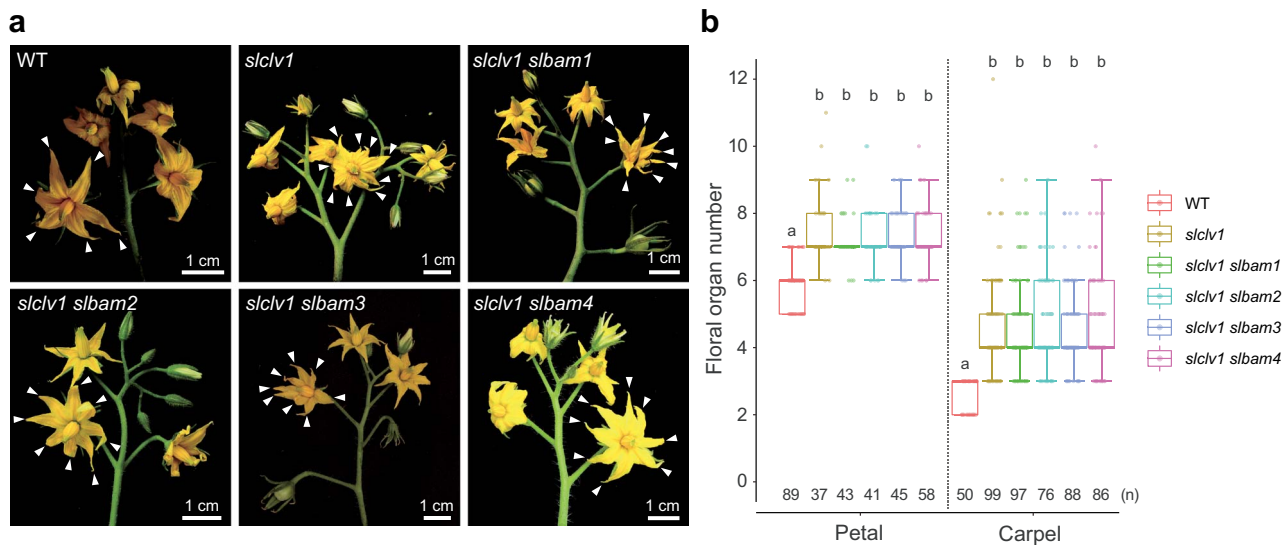 a
WT
slclv1
slclv1 slbam1
1 cm
1 cm
1 cm
slclv1 slbam2
slclv1 slbam3
slclv1 slbam4
1 cm
1 cm
1 cm
b
Floral organ number
12
10
8
6
4
2
0
a
b b b b b
a
b b b b b
89 37 43 41 45 58 50 99 97 76 88 86 (n)
Petal Carpel
WT
slclv1
slclv1 slbam1
slclv1 slbam2
slclv1 slbam3
slclv1 slbam4